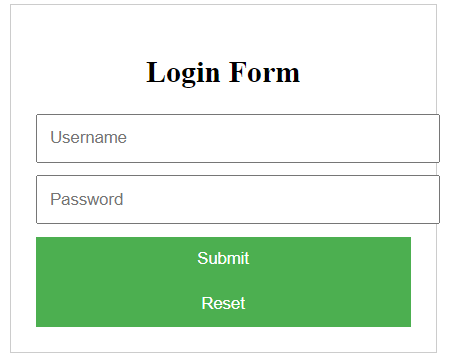 Login Form
Username
Password
Submit
Reset